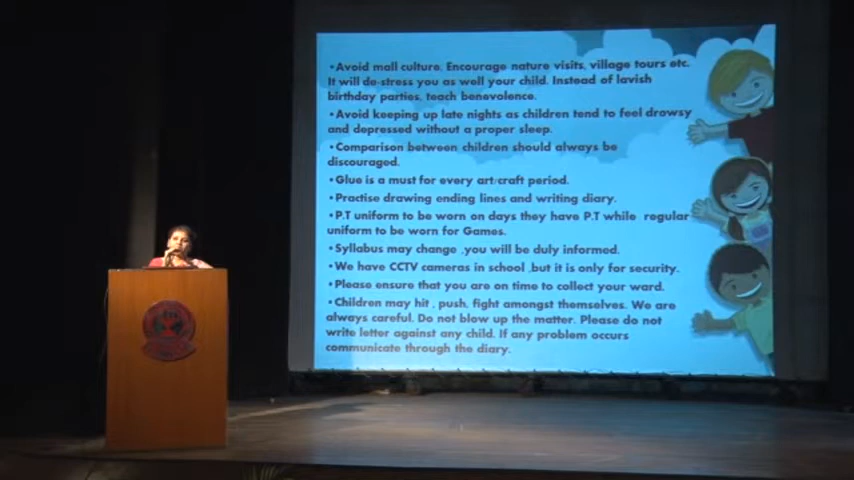 •Avoid mall culture. Encourage nature visits, village tours etc.
It will de-stress you as well your child. Instead of lavish
birthday parties, teach benevolence.
•Avoid keeping up late nights as children tend to feel drowsy
and depressed without a proper sleep.
•Comparison between children should always be
discouraged.
•Glue is a must for every art/craft period.
•Practise drawing ending lines and writing diary.
•P.T uniform to be worn on days they have P.T while regular
uniform to be worn for Games.
•Syllabus may change ,you will be duly informed.
•We have CCTV cameras in school ,but it is only for security.
•Please ensure that you are on time to collect your ward.
•Children may hit , push, fight amongst themselves. We are
always careful. Do not blow up the matter. Please do not
write letter against any child. If any problem occurs
communicate through the diary.